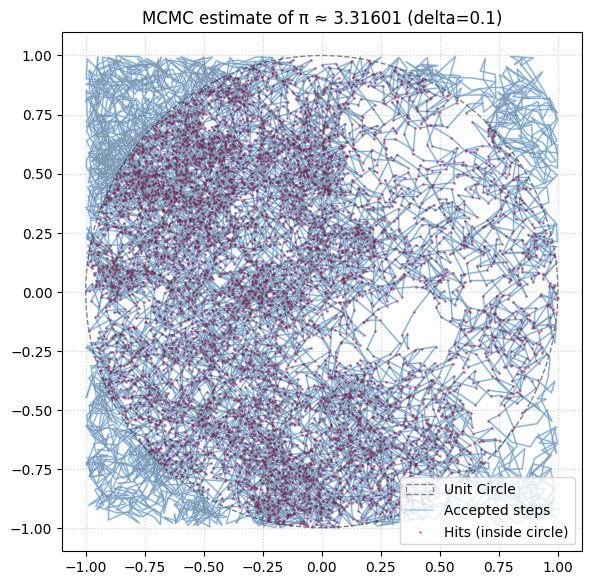 MCMC estimate of π ≈ 3.31601 (delta=0.1)
1.00
0.75
0.50
0.25
0.00
−0.25
−0.50
−0.75
−1.00
Unit Circle
Accepted steps
Hits (inside circle)
−1.00 −0.75 −0.50 −0.25 0.00 0.25 0.50 0.75 1.00